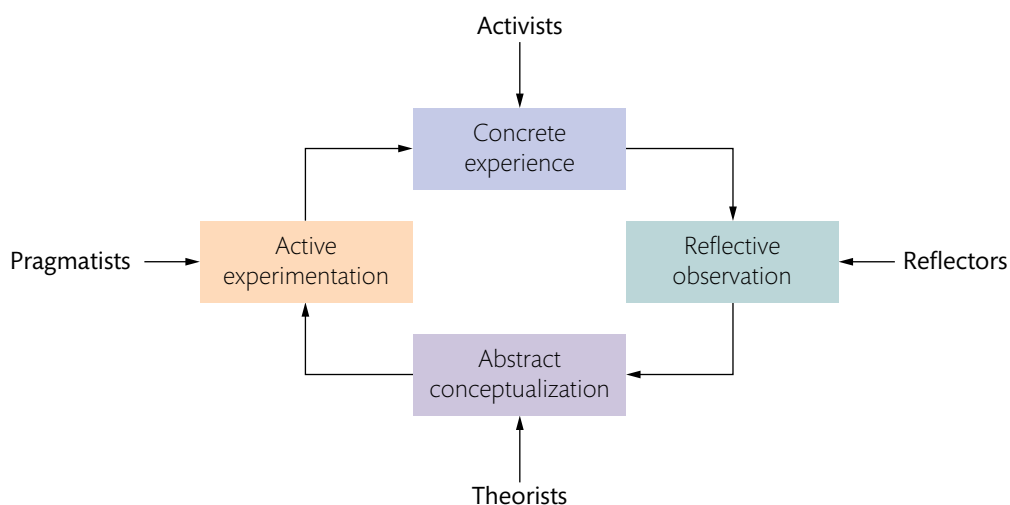 Activists
Concrete
experience
Pragmatists
Active
experimentation
Reflective
observation
Reflectors
Abstract
conceptualization
Theorists